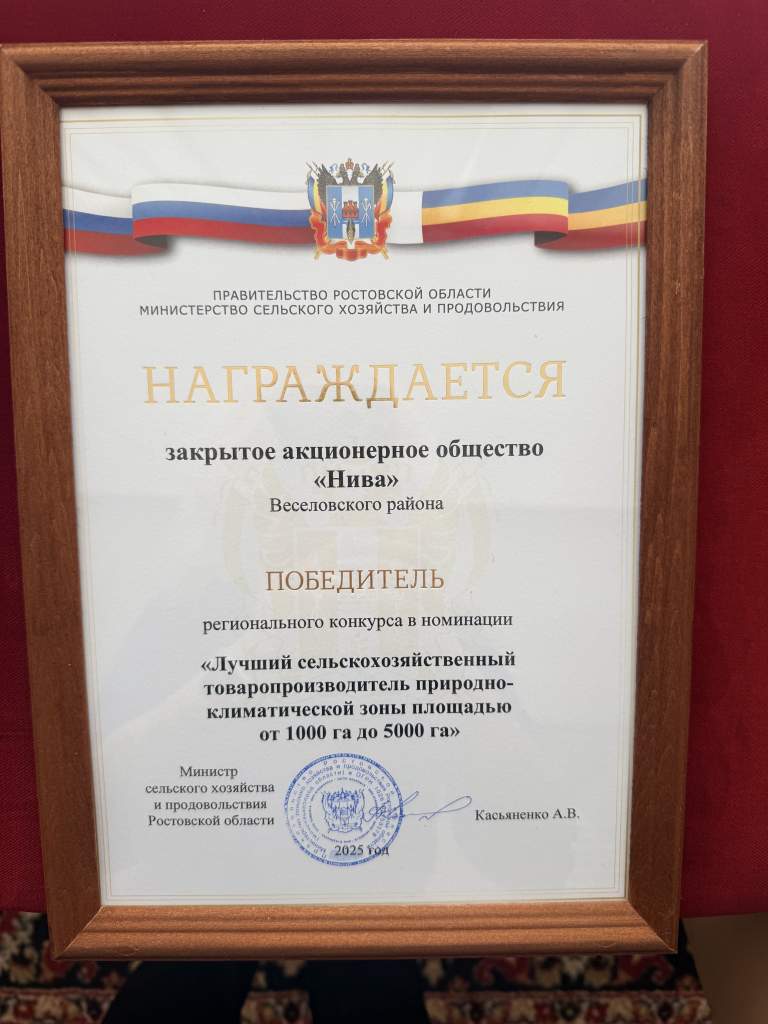 ПРАВИТЕЛЬСТВО РОСТОВСКОЙ ОБЛАСТИ
МИНИСТЕРСТВО СЕЛЬСКОГО ХОЗЯЙСТВА И ПРОДОВОЛЬСТВИЯ
НАГРАЖДАЕТСЯ
закрытое акционерное общество
«Нива»
Веселовского района
ПОБЕДИТЕЛЬ
регионального конкурса в номинации
«Лучший сельскохозяйственный
товаропроизводитель природно-
климатической зоны площадью
от 1000 га до 5000 га»
Министр
сельского хозяйства
и продовольствия
Ростовской области
Касьяненко А.В.
2025 год